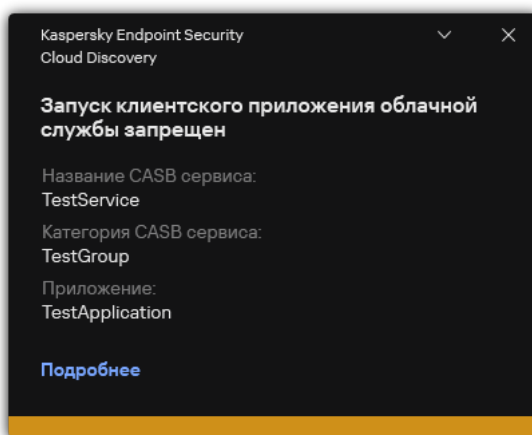 Kaspersky Endpoint Security
Cloud Discovery
Запуск клиентского приложения облачной
службы запрещен
Название CASB сервиса:
TestService
Категория CASB сервиса:
TestGroup
Приложение:
TestApplication
Подробнее